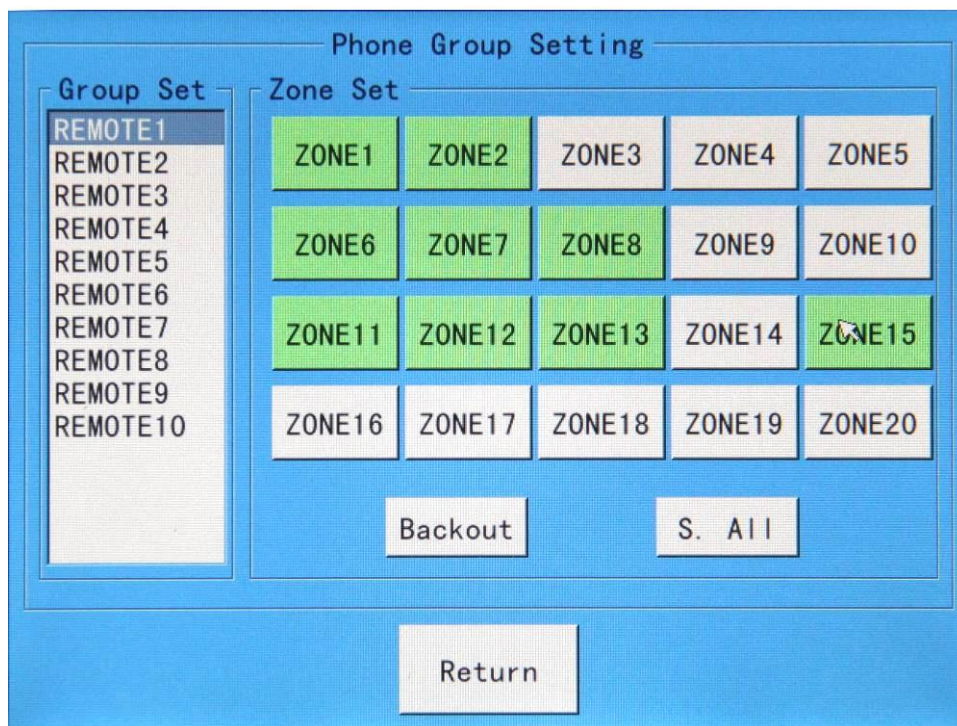 Phone Group Setting
Group Set
REMOTE1
REMOTE2
REMOTE3
REMOTE4
REMOTE5
REMOTE6
REMOTE7
REMOTE8
REMOTE9
REMOTE10
Zone Set
ZONE1 ZONE2 ZONE3 ZONE4 ZONE5
ZONE6 ZONE7 ZONE8 ZONE9 ZONE10
ZONE11 ZONE12 ZONE13 ZONE14 ZONE15
ZONE16 ZONE17 ZONE18 ZONE19 ZONE20
Backout S. All
Return